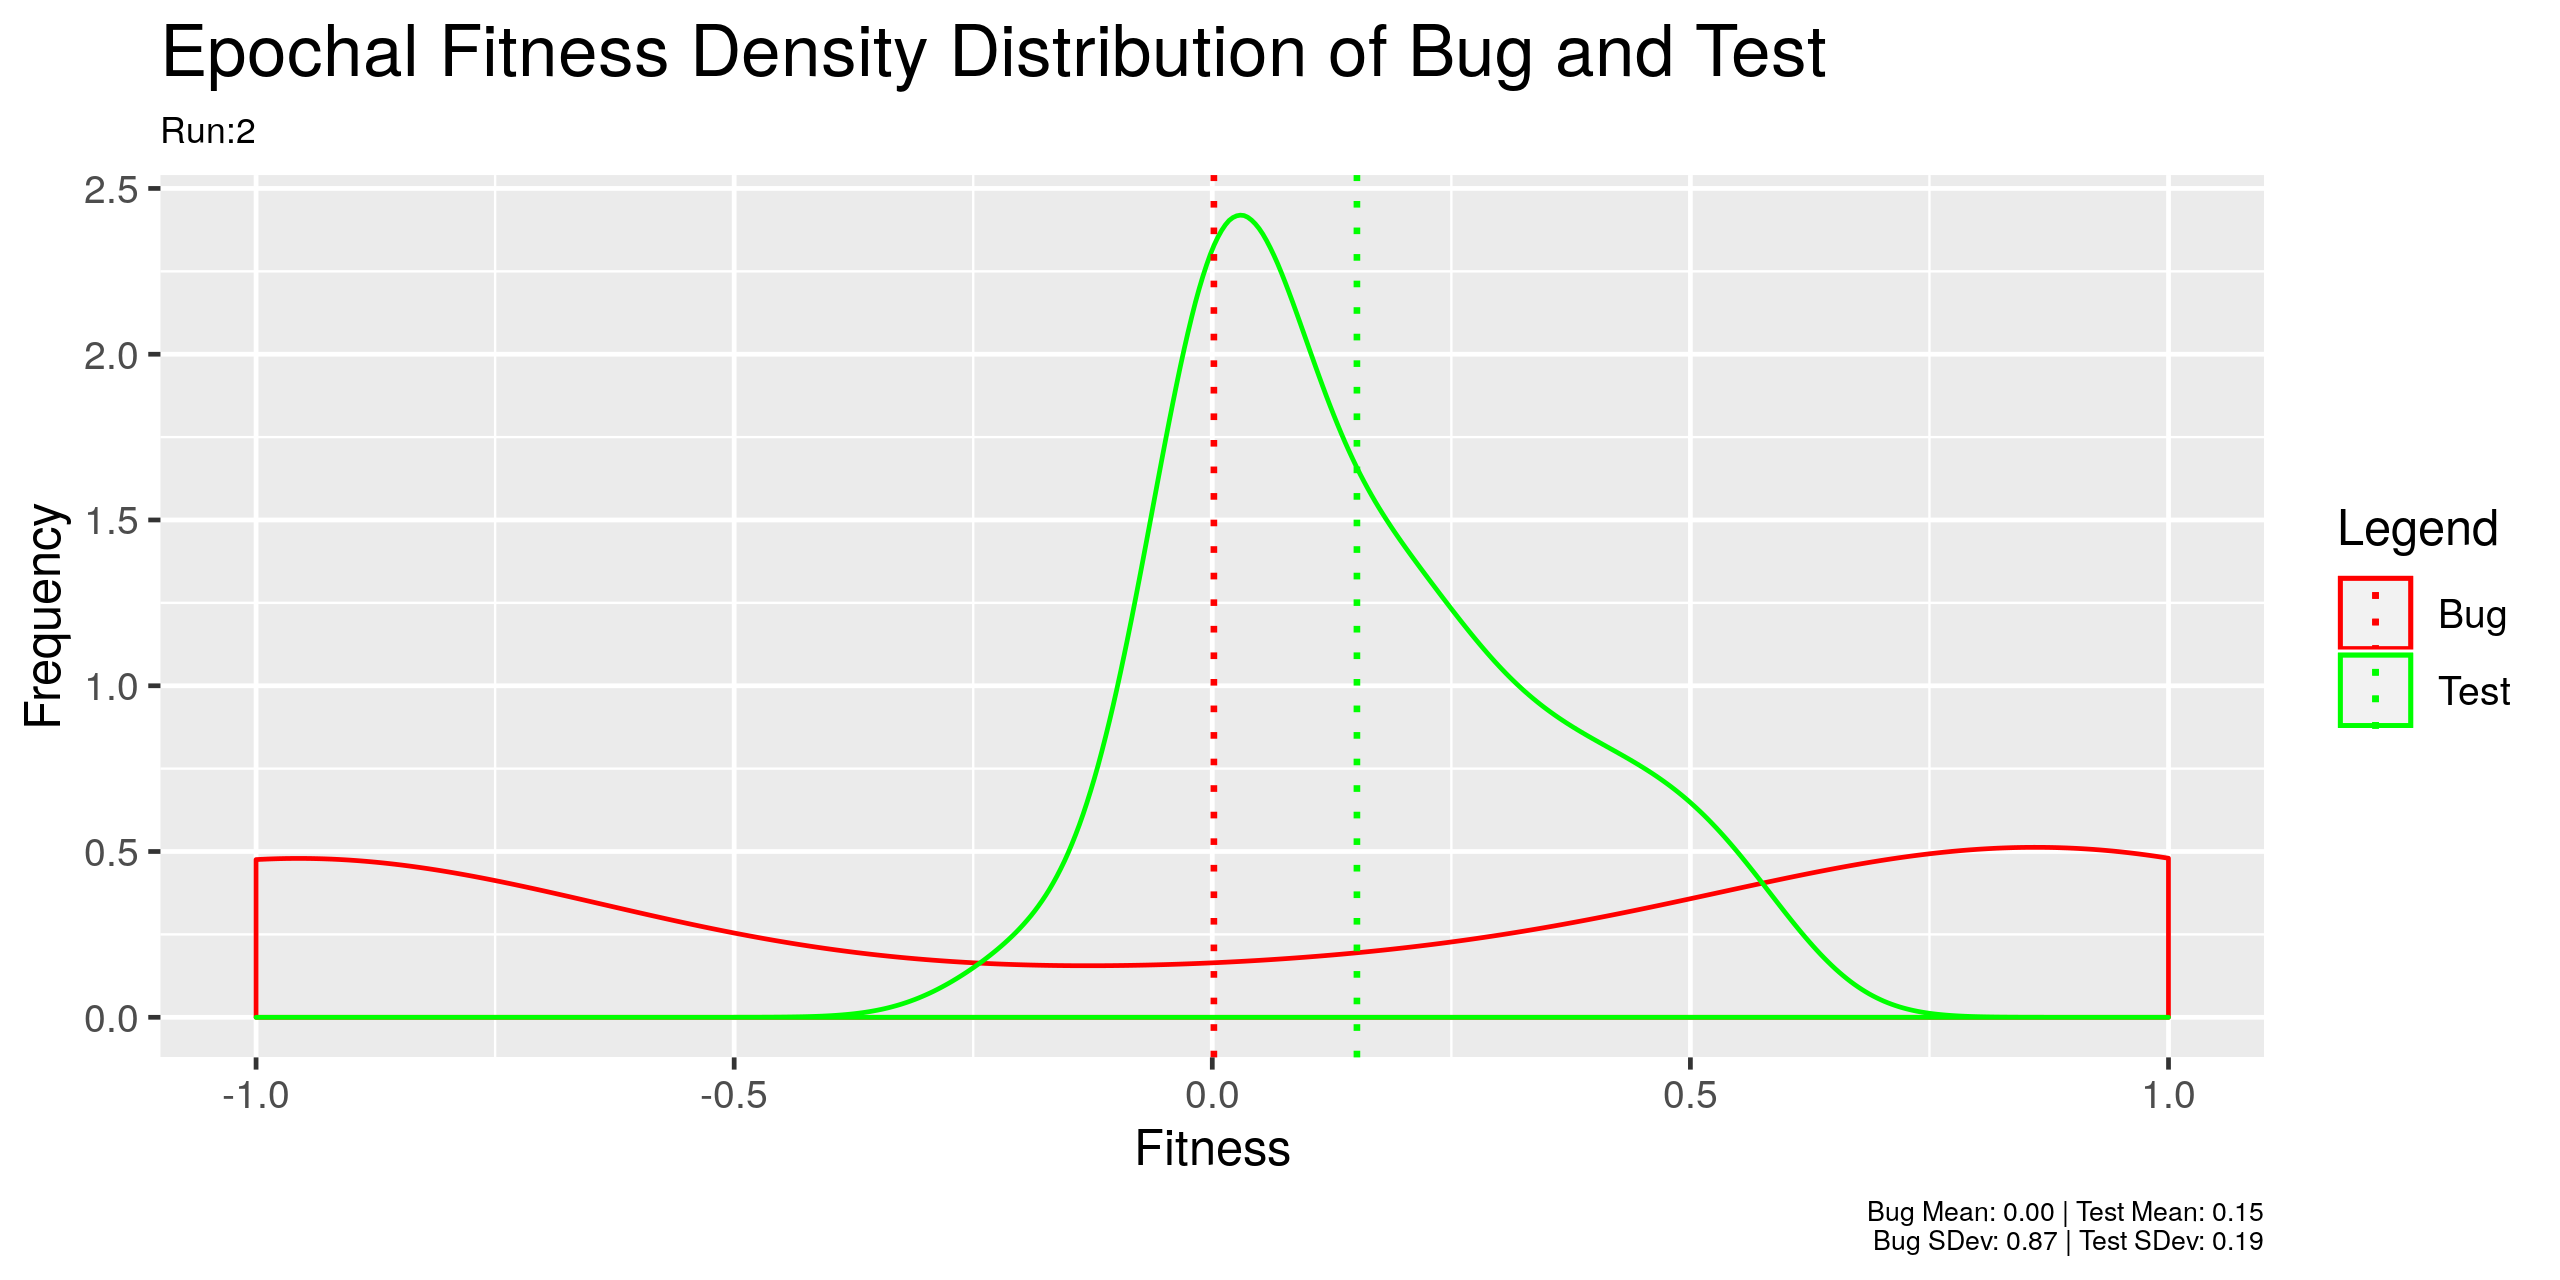 Epochal Fitness Density Distribution of Bug and Test
Run:2
2.5
2.0
1.5
1.0
0.5
0.0
Frequency
-1.0
-0.5
0.0
0.5
1.0
Fitness
Legend
Bug
Test
Bug Mean: 0.00 | Test Mean: 0.15
Bug SDev: 0.87 | Test SDev: 0.19